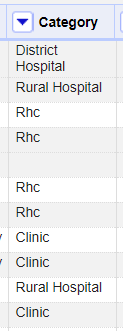 Category
District
Hospital
Rural Hospital
Rhc
Rhc
Rhc
Rhc
Clinic
Clinic
Rural Hospital
Clinic